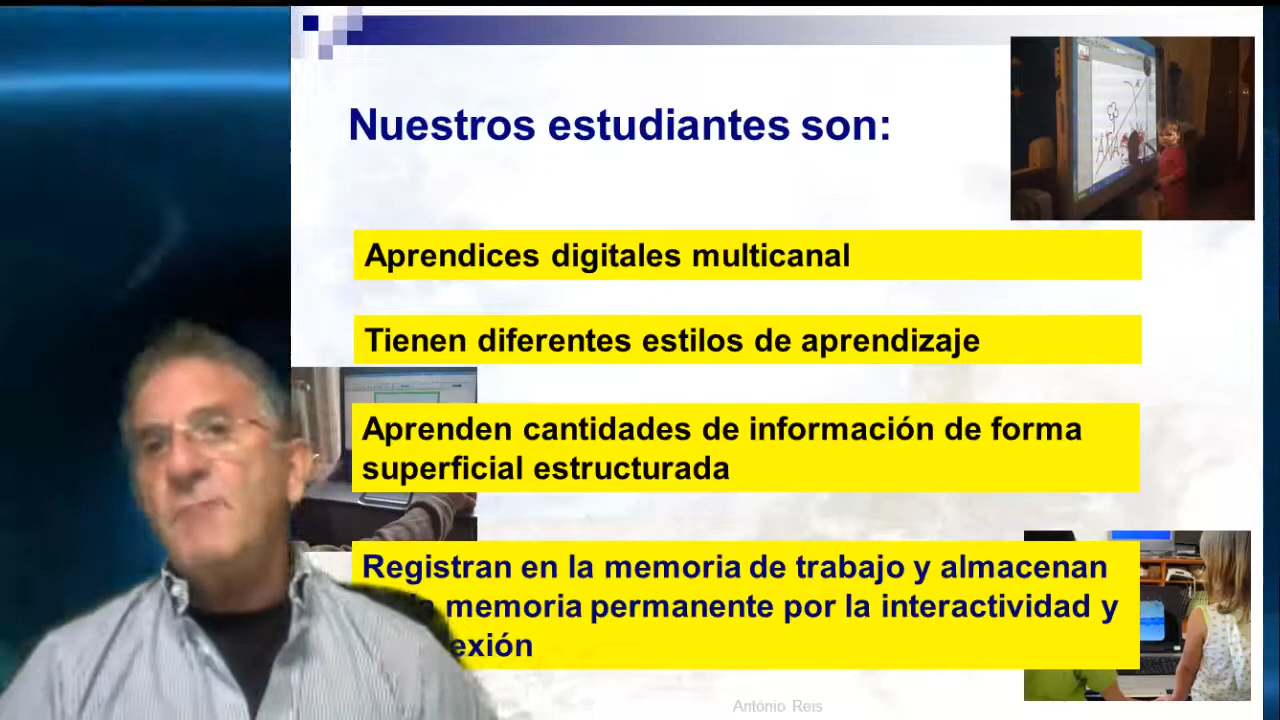 Nuestros estudiantes son:
Aprendices digitales multicanal
Tienen diferentes estilos de aprendizaje
Aprenden cantidades de información de forma
superficial estructurada
Registran en la memoria de trabajo y almacenan
memoria permanente por la interactividad y
António Reis